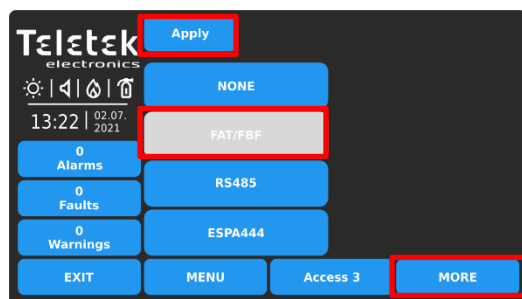 Teletek
electronics
13:22 | 02.07.
2021
0
Alarms
0
Faults
0
Warnings
EXIT
Apply
NONE
FAT/FBF
RS485
ESPA444
MENU
Access 3
MORE